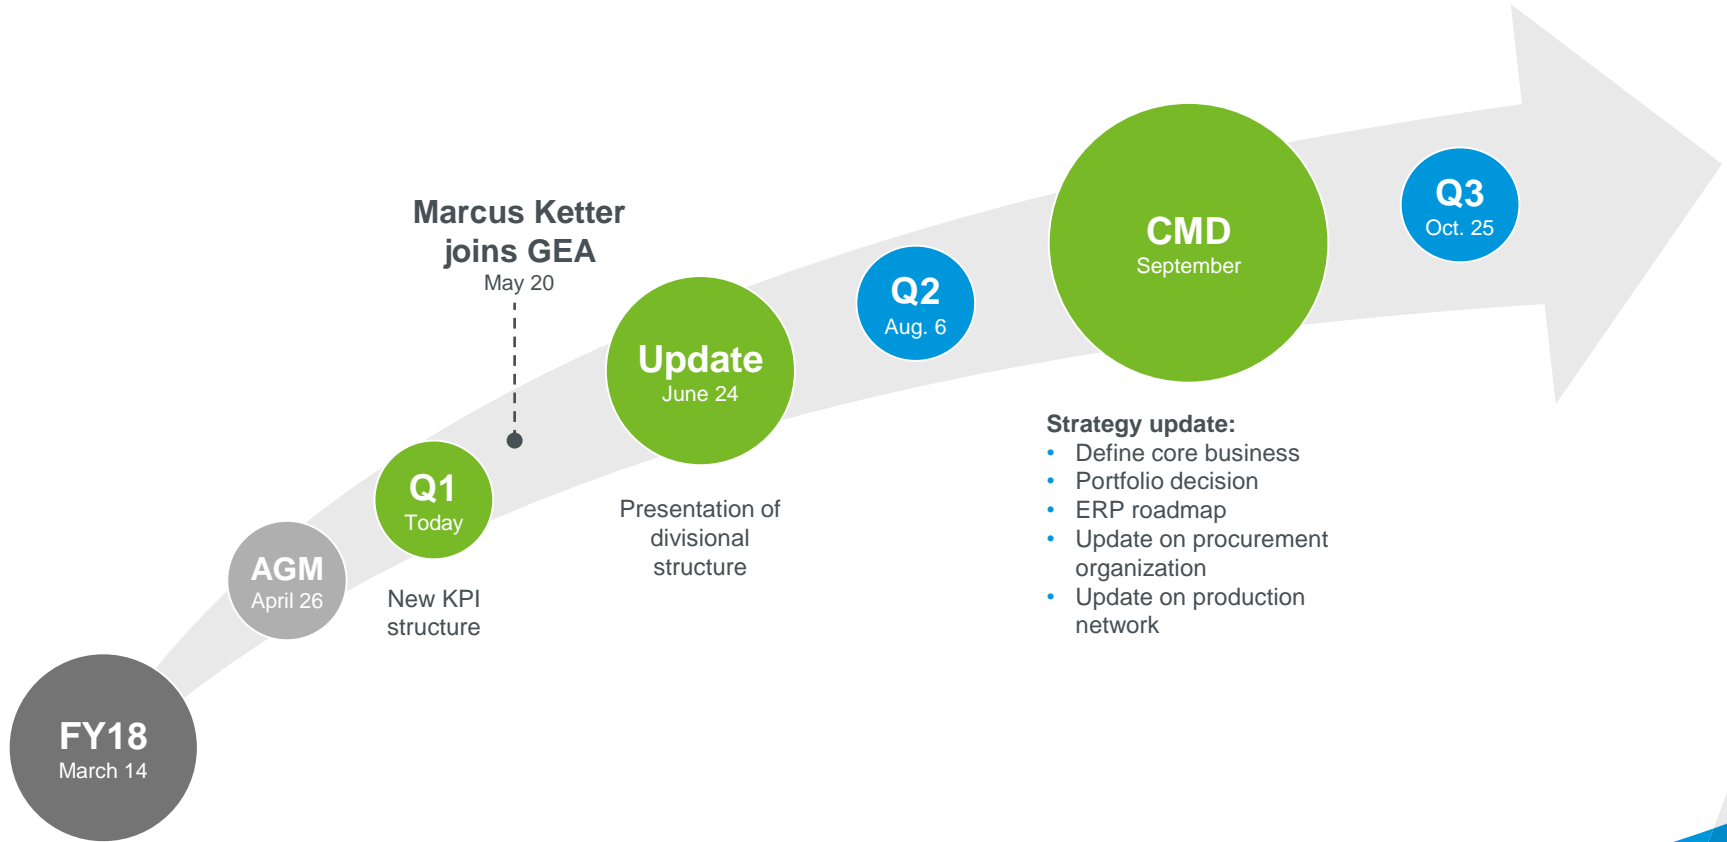 FY18
March 14
AGM
April 26
Q1
Today
New KPI
structure
Marcus Ketter
joins GEA
May 20
Update
June 24
Presentation of
divisional
structure
Q2
Aug. 6
CMD
September
Strategy update:
• Define core business
• Portfolio decision
• ERP roadmap
• Update on procurement
organization
• Update on production
network
Q3
Oct. 25